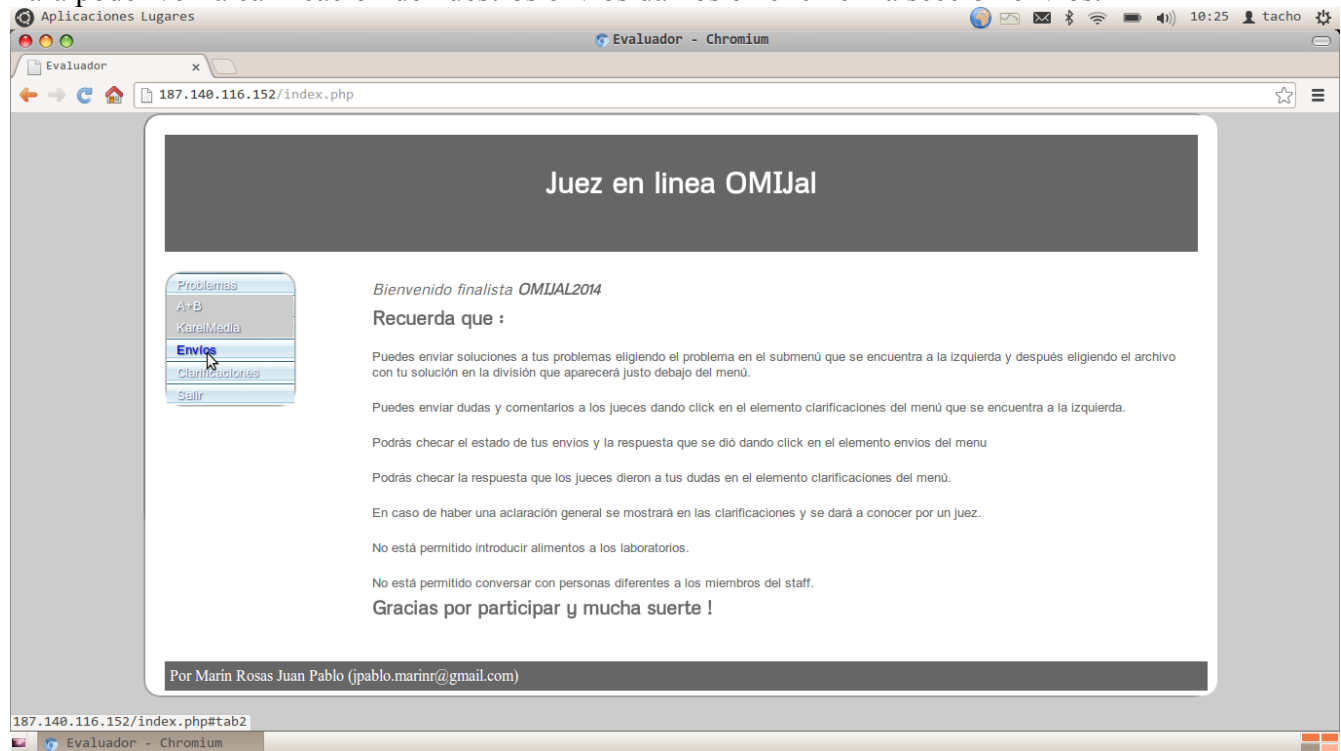 Aplicaciones Lugares
10:25 tacho
Evaluador - Chromium
Evaluador
187.140.116.152/index.php
Juez en linea OMIJal
Problemas
A+B
KarelMedia
Envíos
Clarificaciones
Salir
Bienvenido finalista OMIJAL2014
Recuerda que :
Puedes enviar soluciones a tus problemas eligiendo el problema en el submenú que se encuentra a la izquierda y después eligiendo el archivo
con tu solución en la división que aparecerá justo debajo del menú.
Puedes enviar dudas y comentarios a los jueces dando click en el elemento clarificaciones del menú que se encuentra a la izquierda.
Podrás checar el estado de tus envios y la respuesta que se dió dando click en el elemento envios del menu
Podrás checar la respuesta que los jueces dieron a tus dudas en el elemento clarificaciones del menú.
En caso de haber una aclaración general se mostrará en las clarificaciones y se dará a conocer por un juez.
No está permitido introducir alimentos a los laboratorios.
No está permitido conversar con personas diferentes a los miembros del staff.
Gracias por participar y mucha suerte !
Por Marín Rosas Juan Pablo (jpablo.marinr@gmail.com)
187.140.116.152/index.php#tab2
Evaluador - Chromium